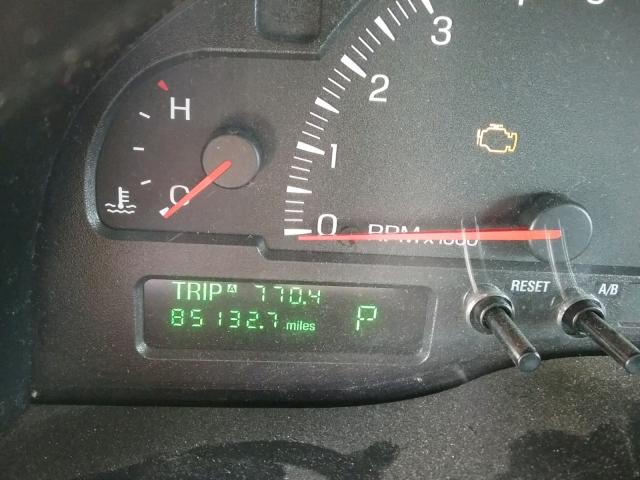 3
2
1
0
RPM x 1000
H
C
TRIP A 770.4
85132.7 miles
P
RESET
A/B